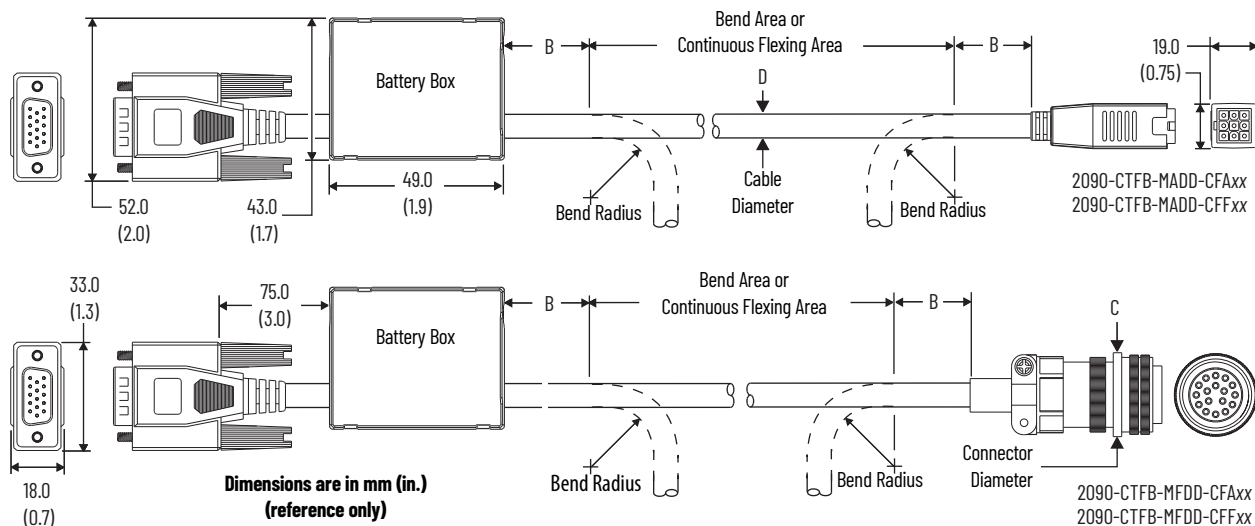 Bend Area or
Continuous Flexing Area
B
B
19.0
(0.75)
Battery Box
D
49.0
(1.9)
52.0
(2.0)
43.0
(1.7)
Bend Radius
Cable
Diameter
Bend Radius
2090-CTFB-MADD-CFAxx
2090-CTFB-MADD-CFFxx
33.0
(1.3)
75.0
(3.0)
Bend Area or
Continuous Flexing Area
B
B
C
Battery Box
18.0
(0.7)
Dimensions are in mm (in.)
(reference only)
Bend Radius
Bend Radius
Connector
Diameter
2090-CTFB-MFDD-CFAxx
2090-CTFB-MFDD-CFFxx